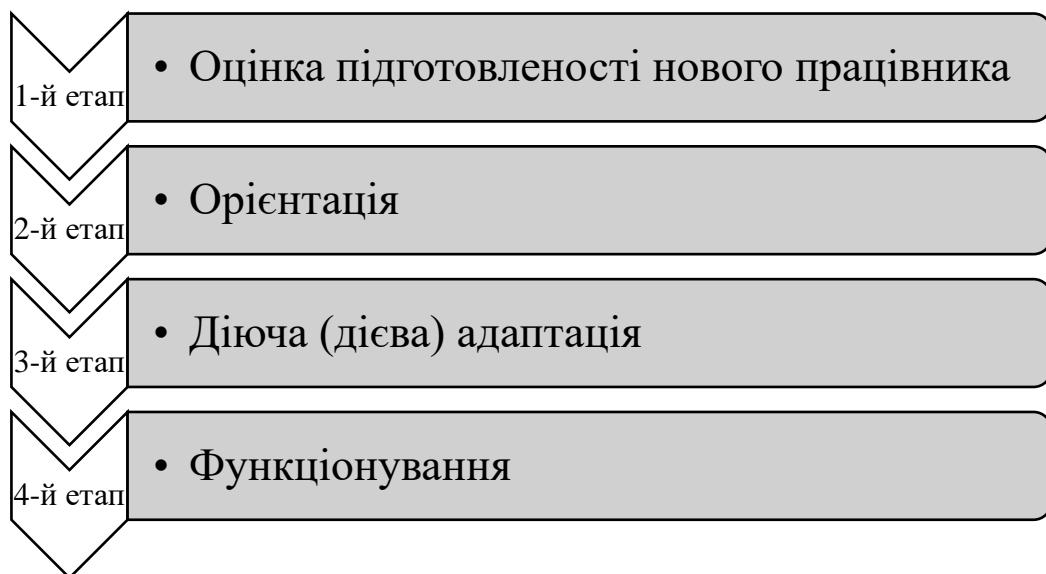 1-й етап
• Оцінка підготовленості нового працівника
2-й етап
• Орієнтація
3-й етап
• Діюча (дієва) адаптація
4-й етап
• Функціонування